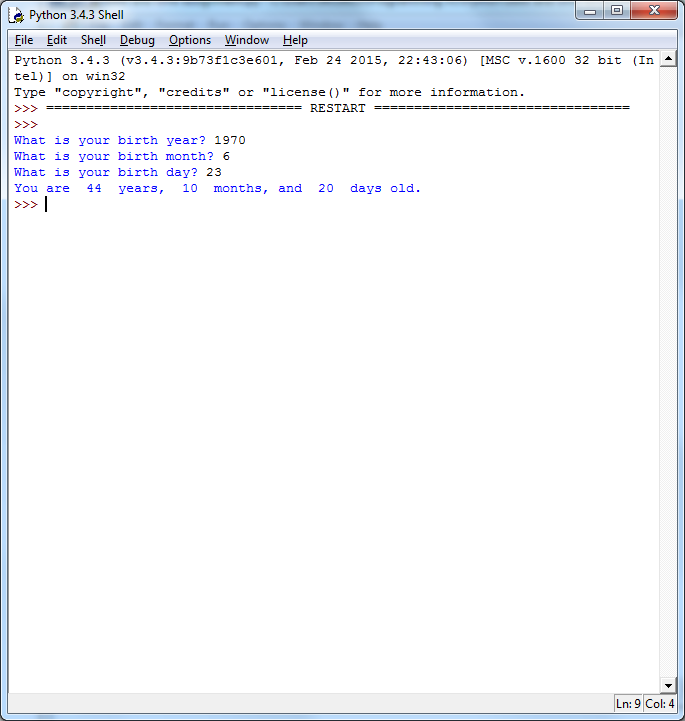 Python 3.4.3 Shell
File Edit Shell Debug Options Window Help
Python 3.4.3 (v3.4.3:9b73f1c3e601, Feb 24 2015, 22:43:06) [MSC v.1600 32 bit (In
tel)] on win32
Type "copyright", "credits" or "license()" for more information.
>>> ================================ RESTART ================================
>>>
What is your birth year? 1970
What is your birth month? 6
What is your birth day? 23
You are  44  years,  10  months, and  20  days old.
>>>
Ln: 9 Col: 4